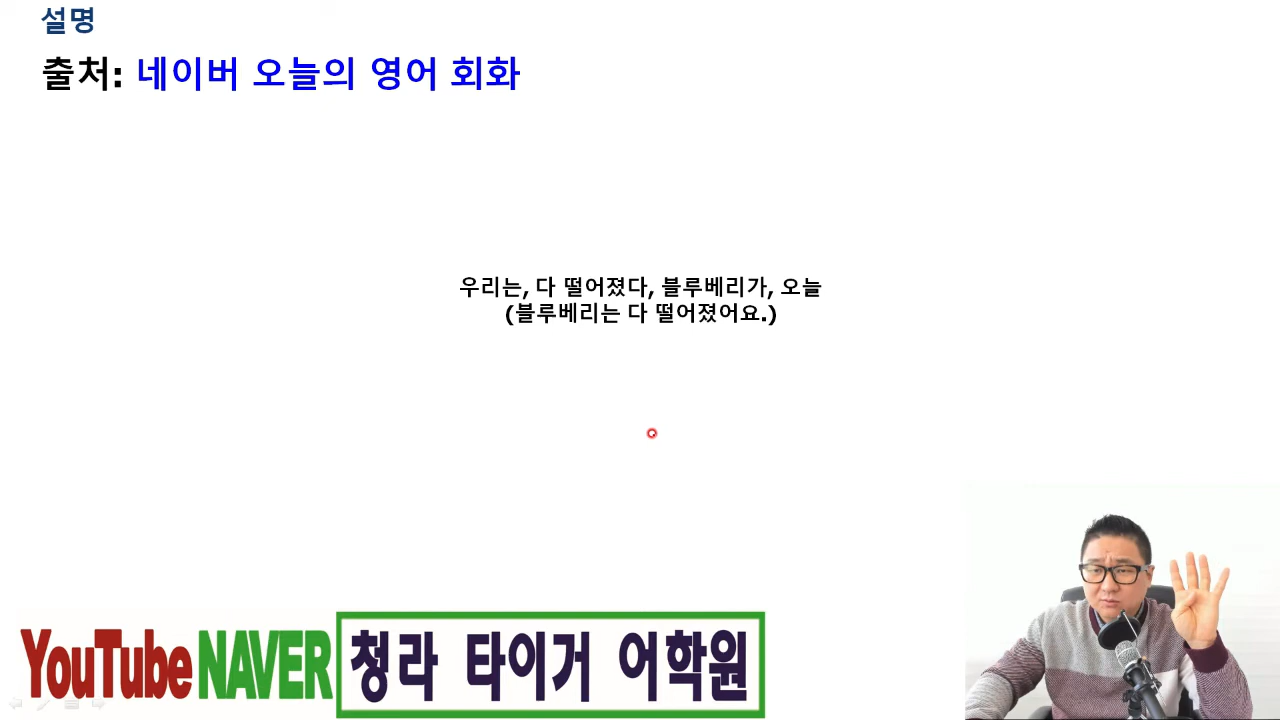 설명
출처: 네이버 오늘의 영어 회화
우리는, 다 떨어졌다, 블루베리가, 오늘
(블루베리는 다 떨어졌어요.)
YouTube NAVER 청라 타이거 어학원